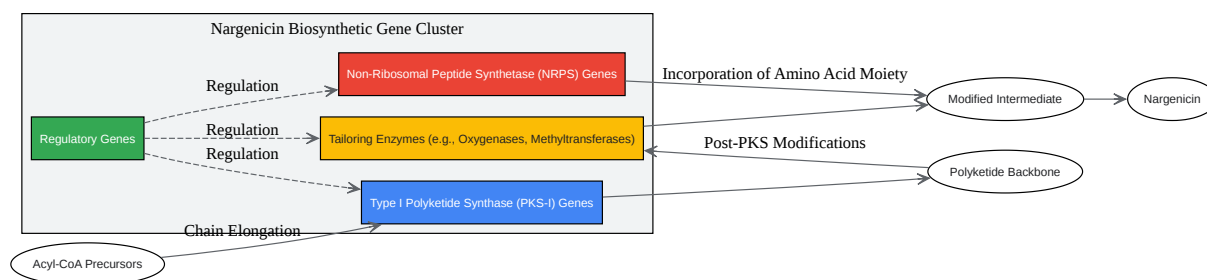 Nargenicin Biosynthetic Gene Cluster
Non-Ribosomal Peptide Synthetase (NRPS) Genes
Incorporation of Amino Acid Moiety
Regulation
Modified Intermediate
Nargenicin
Regulatory Genes
Regulation
Tailoring Enzymes (e.g., Oxygenases, Methyltransferases)
Post-PKS Modifications
Regulation
Polyketide Backbone
Type I Polyketide Synthase (PKS-I) Genes
Chain Elongation
Acyl-CoA Precursors